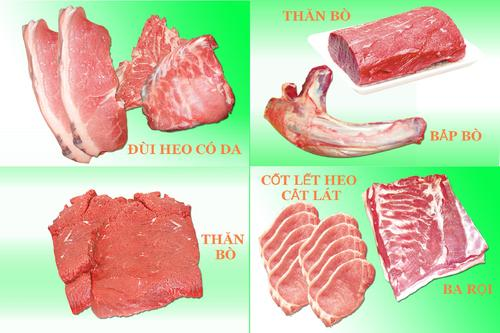 ĐÙI HEO CÓ DA
THĂN BÒ
BẮP BÒ
THĂN
BÒ
CỐT LẾT HEO
CẮT LÁT
BA RỌI